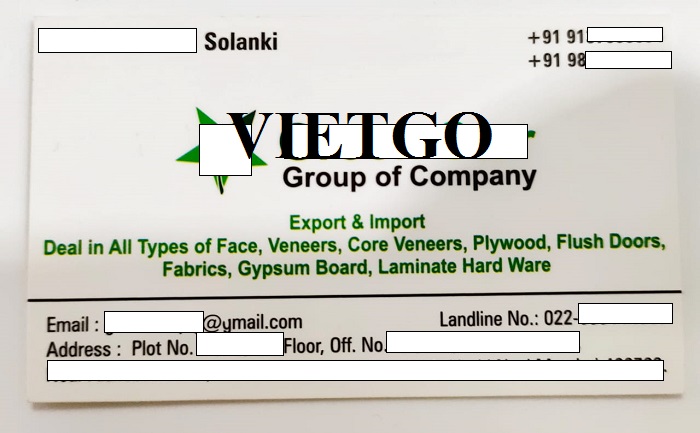 Solanki
+91 91
+91 98
VIETGO
Group of Company
Export & Import
Deal in All Types of Face, Veneers, Core Veneers, Plywood, Flush Doors,
Fabrics, Gypsum Board, Laminate Hard Ware
Email : @ymail.com
Landline No.: 022-
Address : Plot No. Floor, Off. No.